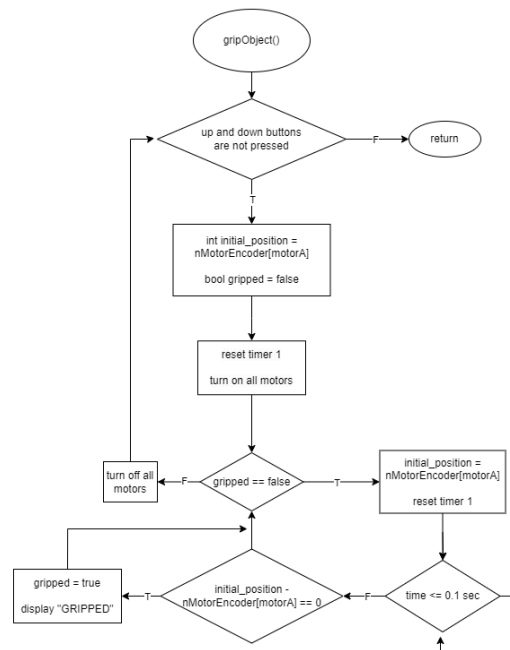 gripObject()
up and down buttons
are not pressed
F
return
T
int initial_position =
nMotorEncoder[motorA]
bool gripped = false
reset timer 1
turn on all motors
gripped == false
F
turn off all
motors
T
initial_position =
nMotorEncoder[motorA]
reset timer 1
time <= 0.1 sec
F
initial_position -
nMotorEncoder[motorA] == 0
T
gripped = true
display "GRIPPED"